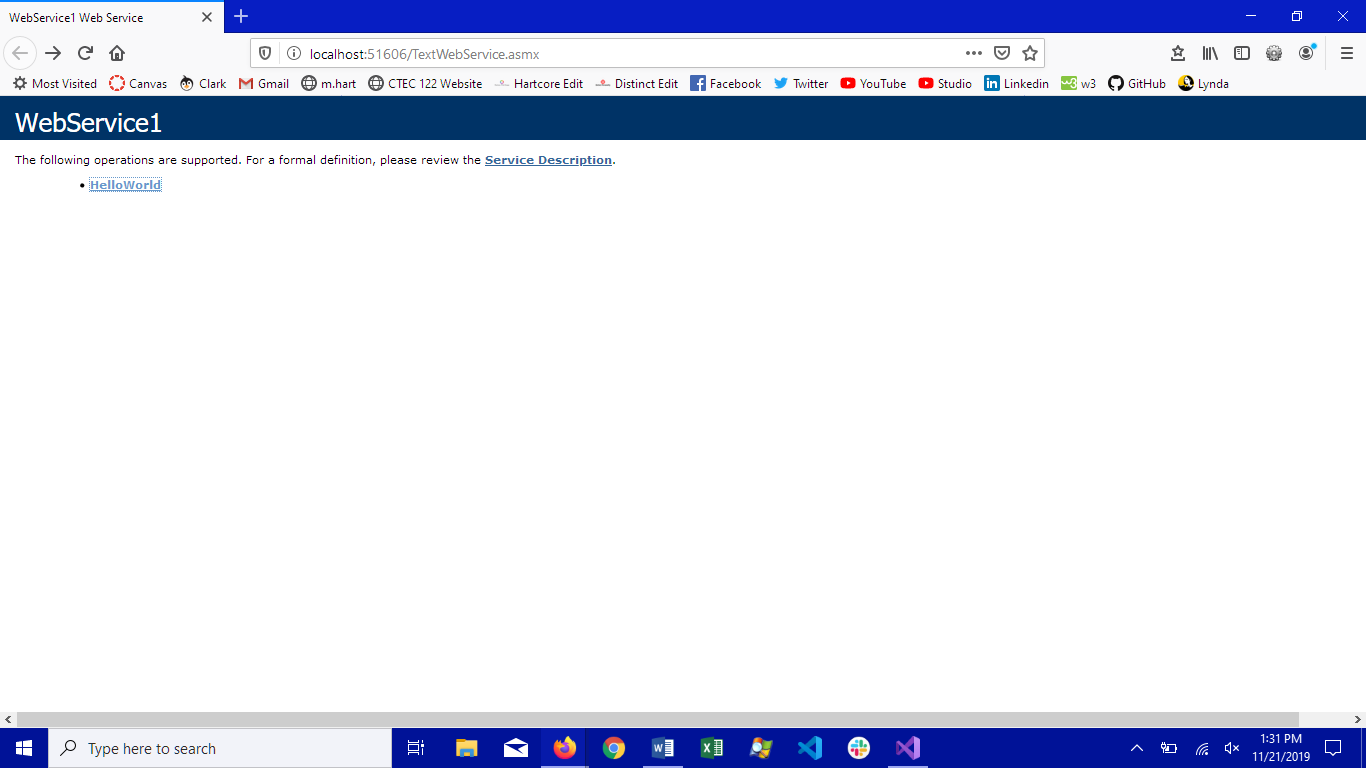 WebService1 Web Service
localhost:51606/TextWebService.asmx
Most Visited Canvas Clark Gmail m.hart CTEC 122 Website Hartcore Edit Distinct Edit Facebook Twitter YouTube Studio Linkedin w3 GitHub Lynda
WebService1
The following operations are supported. For a formal definition, please review the Service Description.
• HelloWorld
Type here to search
1:31 PM
11/21/2019